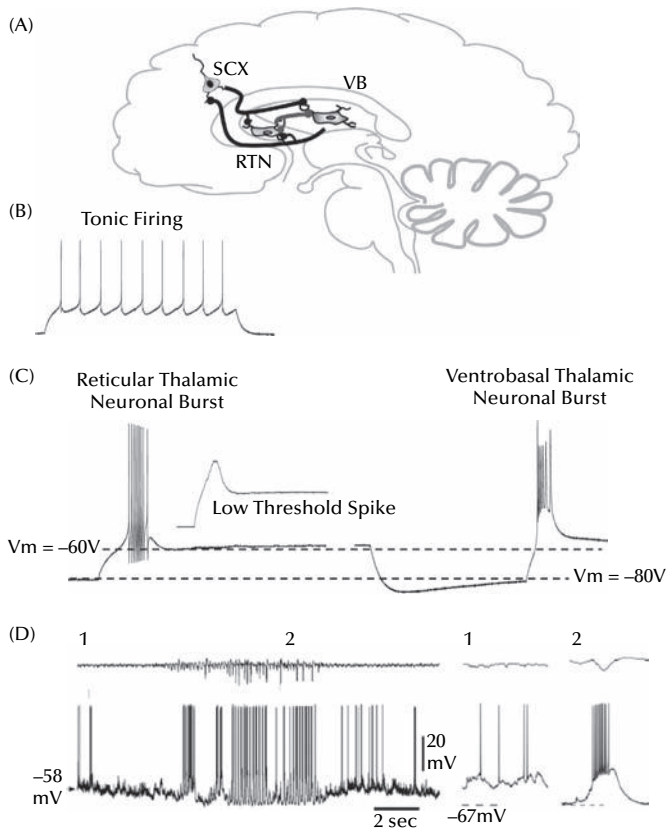 (A)
SCX
VB
RTN
(B)
Tonic Firing
(C)
Reticular Thalamic
Neuronal Burst
Ventrobasal Thalamic
Neuronal Burst
Low Threshold Spike
Vm = –60V
Vm = –80V
(D)
1
2
1
2
20
mV
–58
mV
2 sec
–67mV